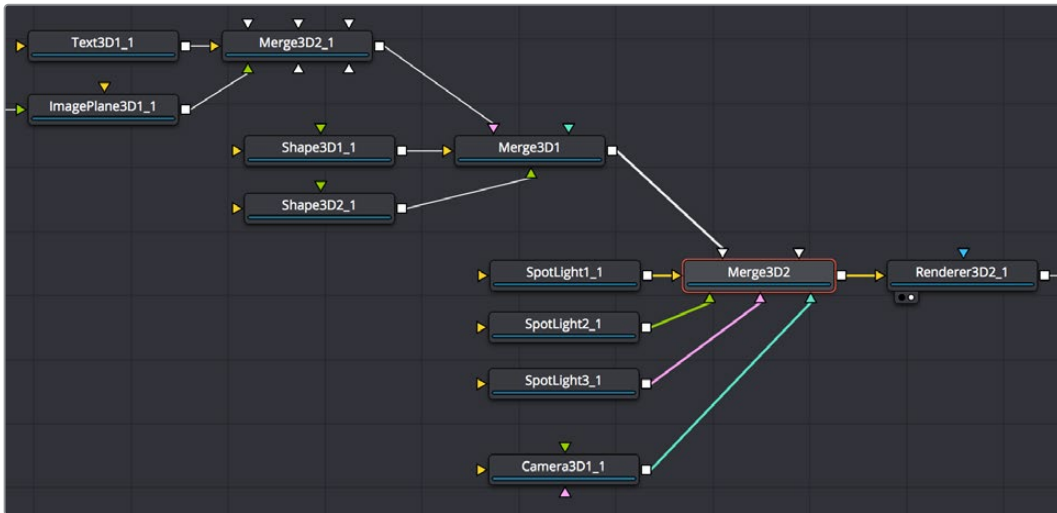 Text3D1_1
Merge3D2_1
ImagePlane3D1_1
Shape3D1_1
Merge3D1
Shape3D2_1
SpotLight1_1
Merge3D2
Renderer3D2_1
SpotLight2_1
SpotLight3_1
Camera3D1_1